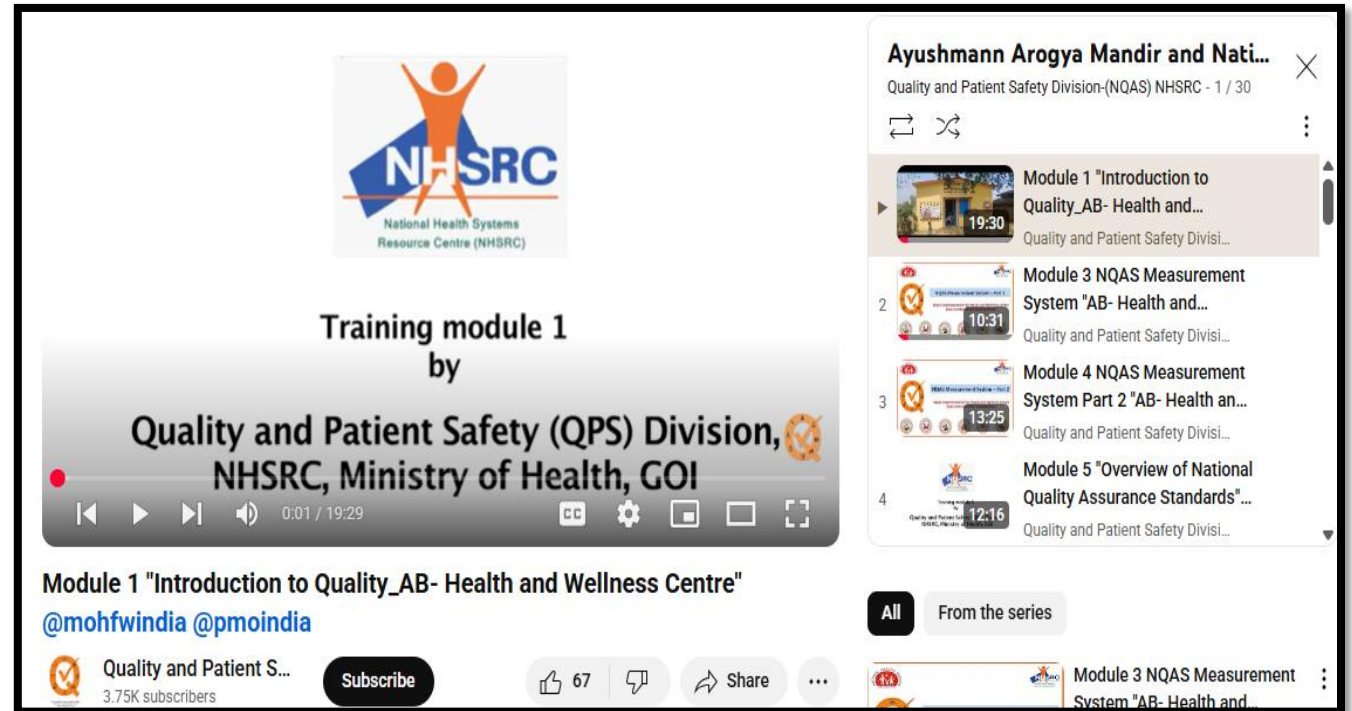 NHSRC
National Health Systems
Resource Centre (NHSRC)
Training module 1
by
Quality and Patient Safety (QPS) Division,
NHSRC, Ministry of Health, GOI
0:01 / 19:29
CC
Module 1 "Introduction to Quality_AB- Health and Wellness Centre"
@mohfwindia @pmoindia
Quality and Patient S...
3.75K subscribers
Subscribe
67
Share
Ayushmann Arogya Mandir and Nati...
Quality and Patient Safety Division-(NQAS) NHSRC - 1 / 30
19:30
Module 1 "Introduction to
Quality_AB- Health and...
Quality and Patient Safety Divisi...
2
10:31
Module 3 NQAS Measurement
System "AB- Health and...
Quality and Patient Safety Divisi...
3
13:25
Module 4 NQAS Measurement
System Part 2 "AB- Health an...
Quality and Patient Safety Divisi...
4
12:16
Module 5 "Overview of National
Quality Assurance Standards"...
Quality and Patient Safety Divisi...
All
From the series
Module 3 NQAS Measurement
System "AB- Health and...